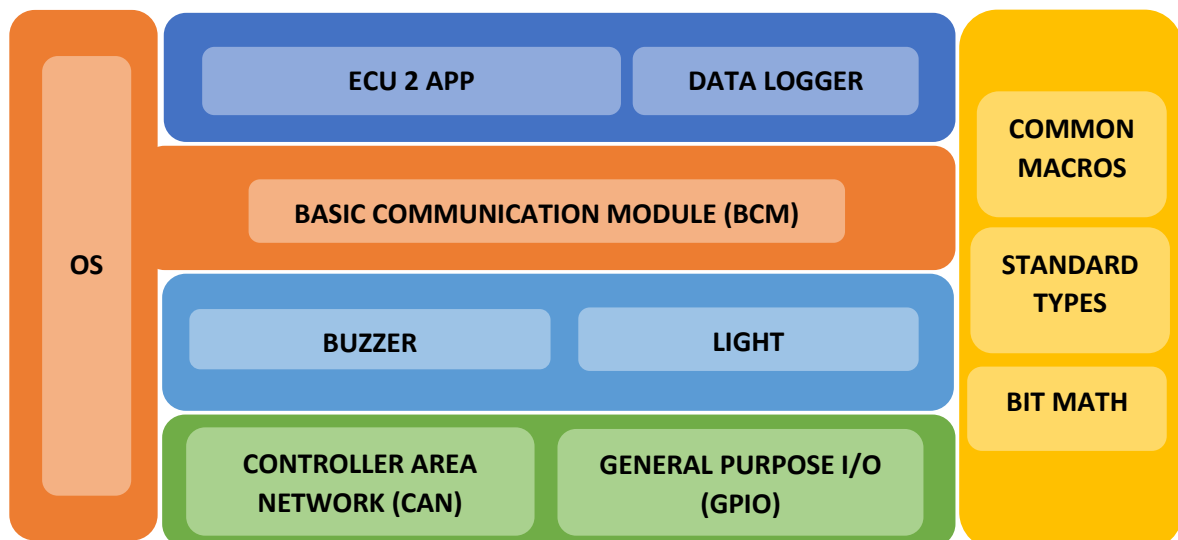 ECU 2 APP
DATA LOGGER
COMMON
MACROS
BASIC COMMUNICATION MODULE (BCM)
OS
STANDARD
TYPES
BUZZER
LIGHT
BIT MATH
CONTROLLER AREA
NETWORK (CAN)
GENERAL PURPOSE I/O
(GPIO)